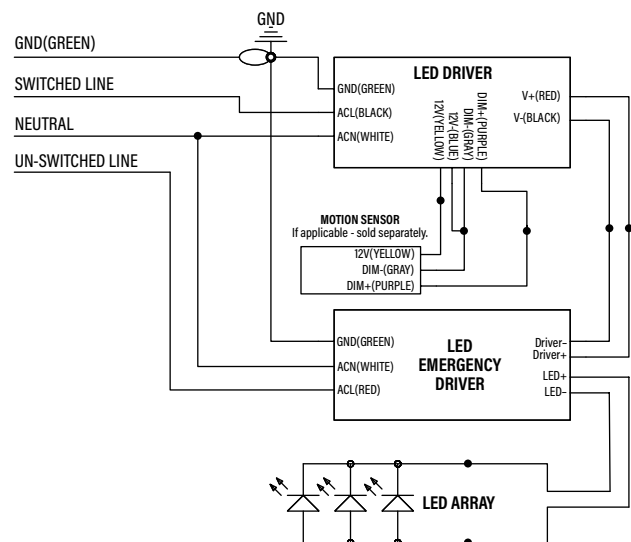 GND
GND(GREEN)
SWITCHED LINE
NEUTRAL
UN-SWITCHED LINE
LED DRIVER
GND(GREEN)
ACL(BLACK)
ACN(WHITE)
12V(YELLOW)
12V-(BLUE)
DIM-(GRAY)
DIM+(PURPLE)
V+(RED)
V-(BLACK)
MOTION SENSOR
If applicable - sold separately.
12V(YELLOW)
DIM-(GRAY)
DIM+(PURPLE)
GND(GREEN)
ACN(WHITE)
ACL(RED)
LED
EMERGENCY
DRIVER
Driver–
Driver+
LED+
LED–
LED ARRAY